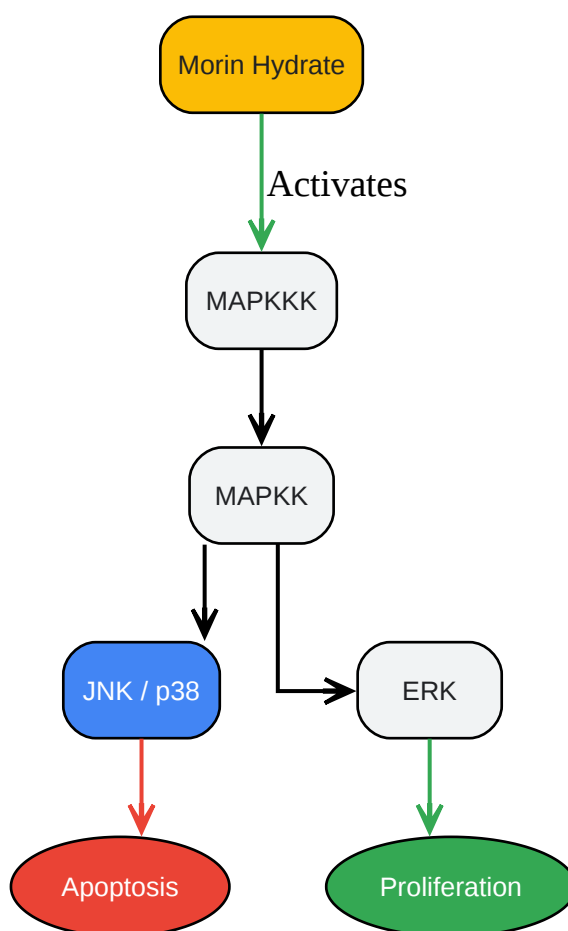 Morin Hydrate
Activates
MAPKKK
MAPKK
JNK / p38
ERK
Apoptosis
Proliferation